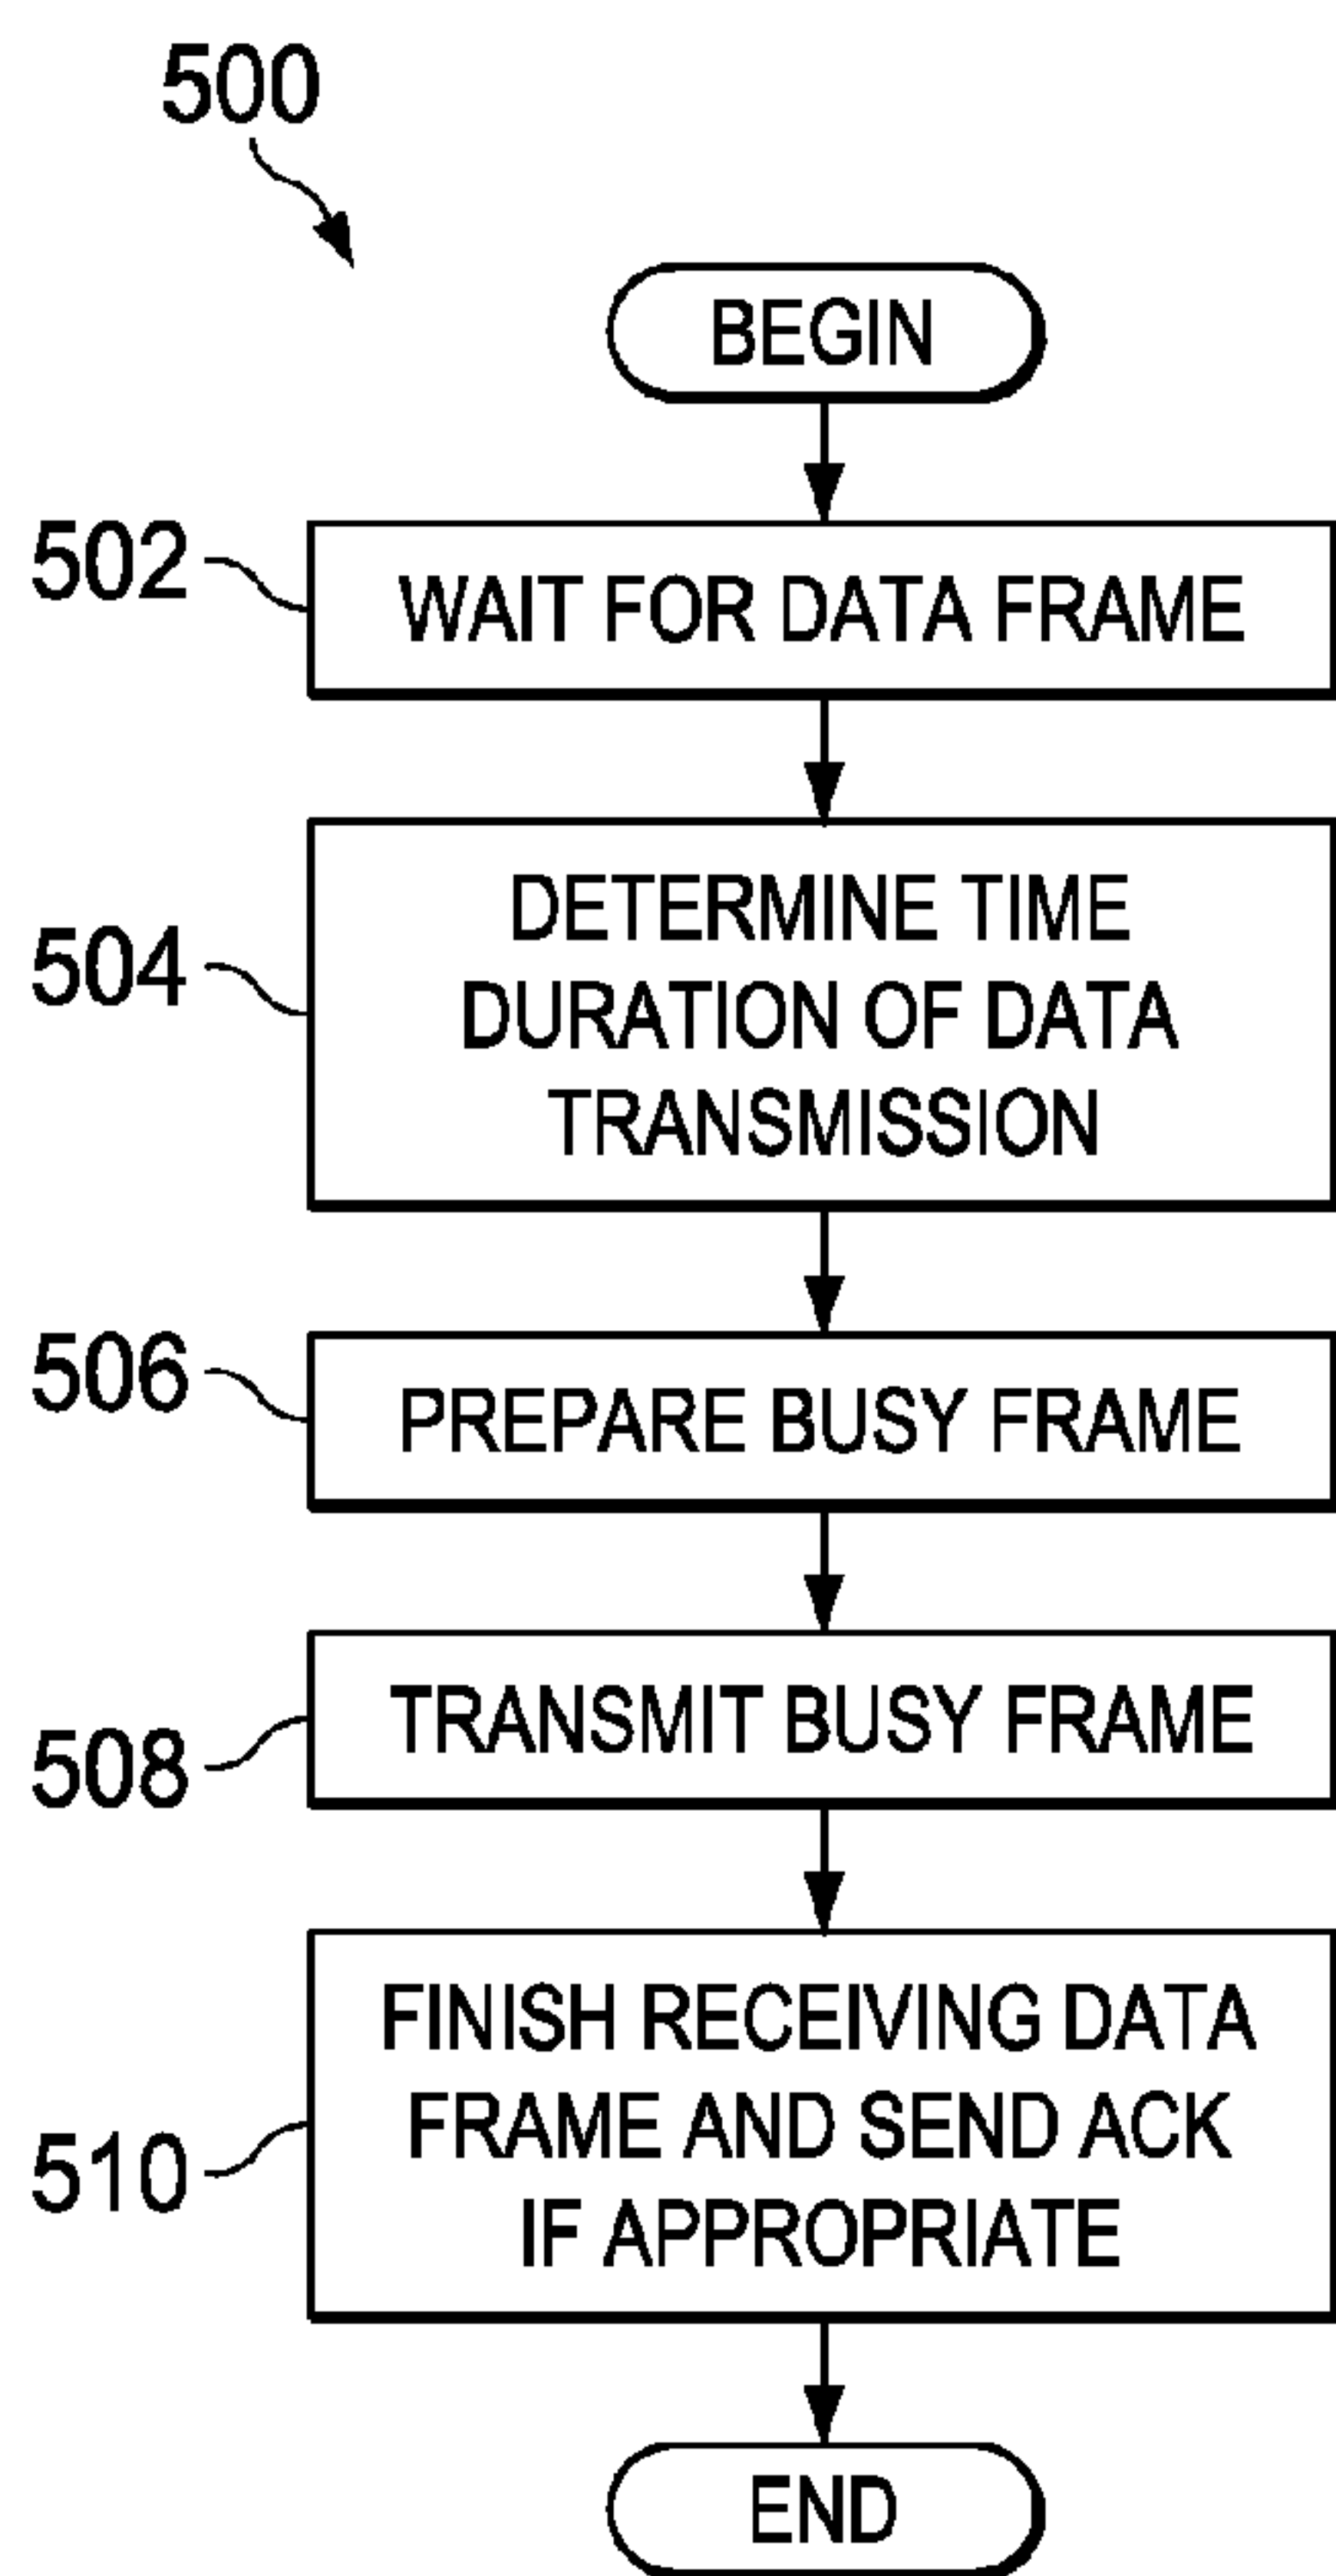 500
BEGIN
502
WAIT FOR DATA FRAME
504
DETERMINE TIME
DURATION OF DATA
TRANSMISSION
506
PREPARE BUSY FRAME
508
TRANSMIT BUSY FRAME
510
FINISH RECEIVING DATA
FRAME AND SEND ACK
IF APPROPRIATE
END